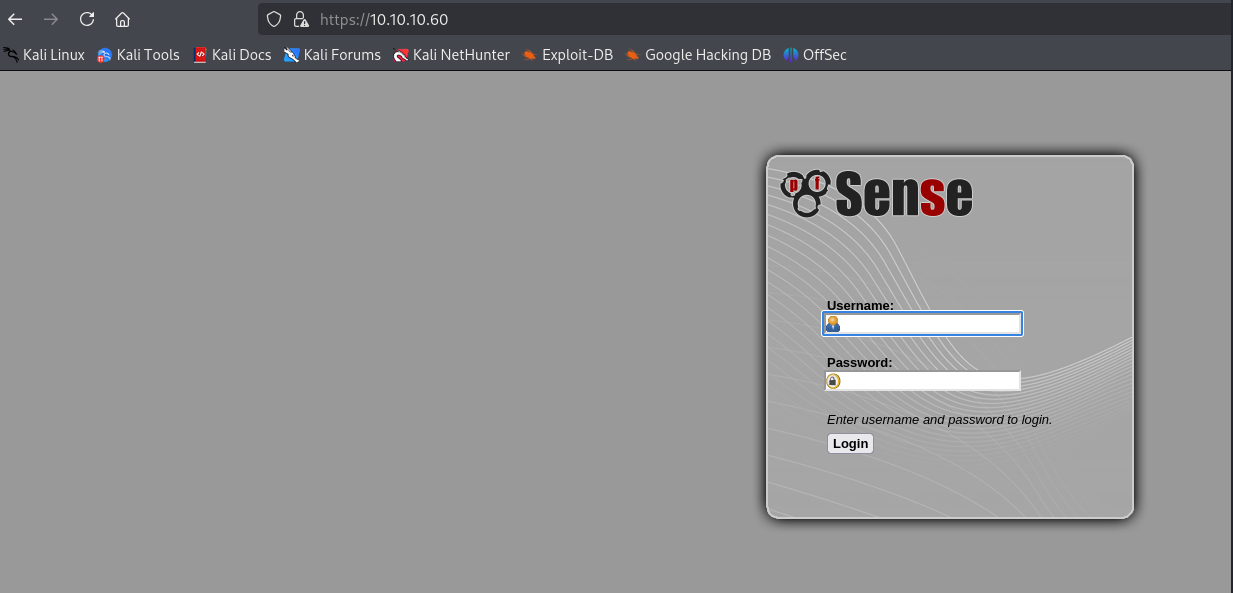 https://10.10.10.60
Kali Linux Kali Tools Kali Docs Kali Forums Kali NetHunter Exploit-DB Google Hacking DB OffSec
pf Sense
Username:
Password:
Enter username and password to login.
Login